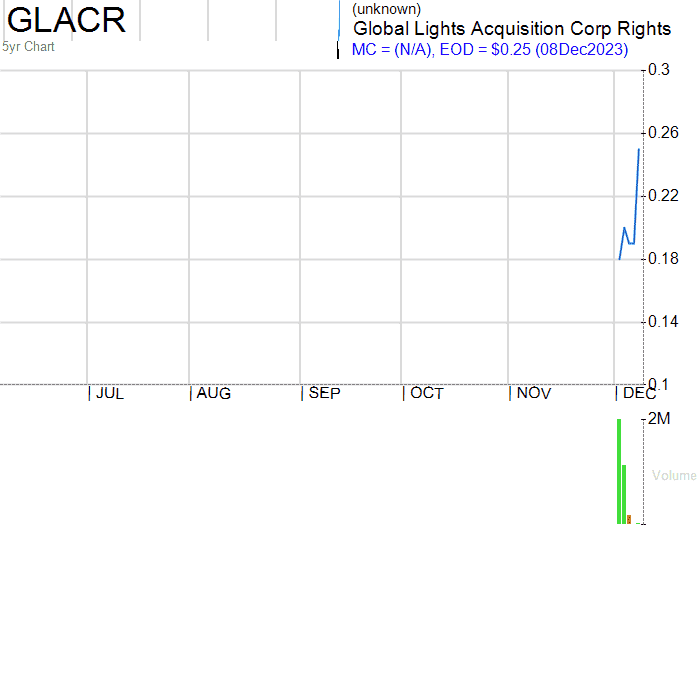 GLACR
(unknown)
Global Lights Acquisition Corp Rights
5yr Chart
MC = (N/A), EOD = $0.25 (08Dec2023)
0.3
0.26
0.22
0.18
0.14
0.1
JUL AUG SEP OCT NOV DEC
2M
Volume